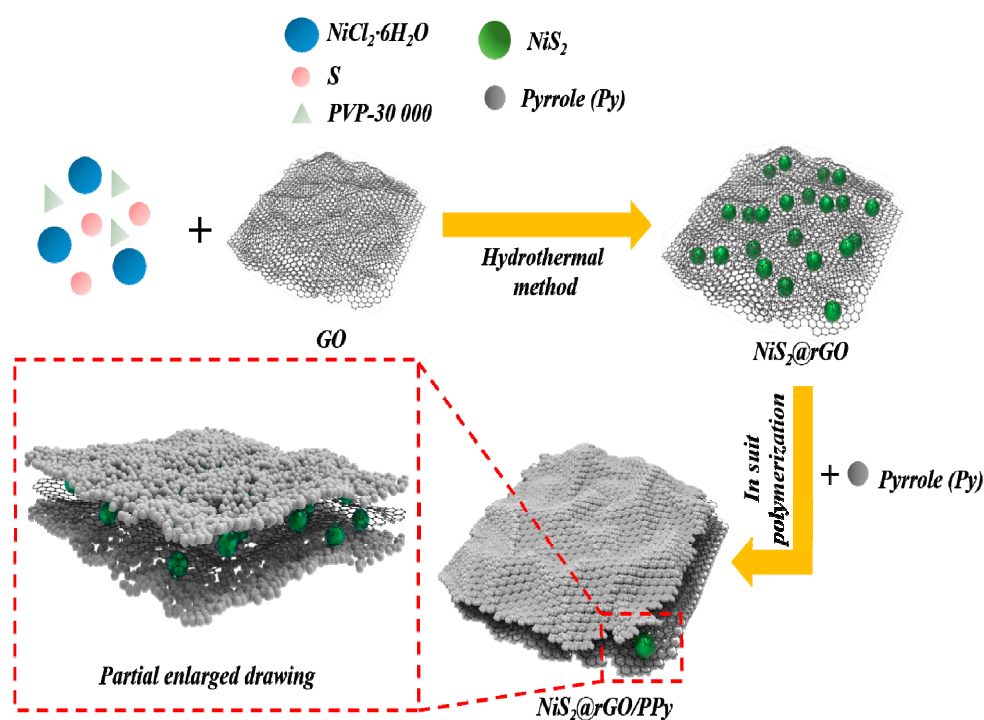 NiCl₂·6H₂O
NiS₂
S
Pyrrole (Py)
PVP-30 000
+
Hydrothermal
method
GO
NiS₂@rGO
In suit
polymerization
+
Pyrrole (Py)
Partial enlarged drawing
NiS₂@rGO/PPy